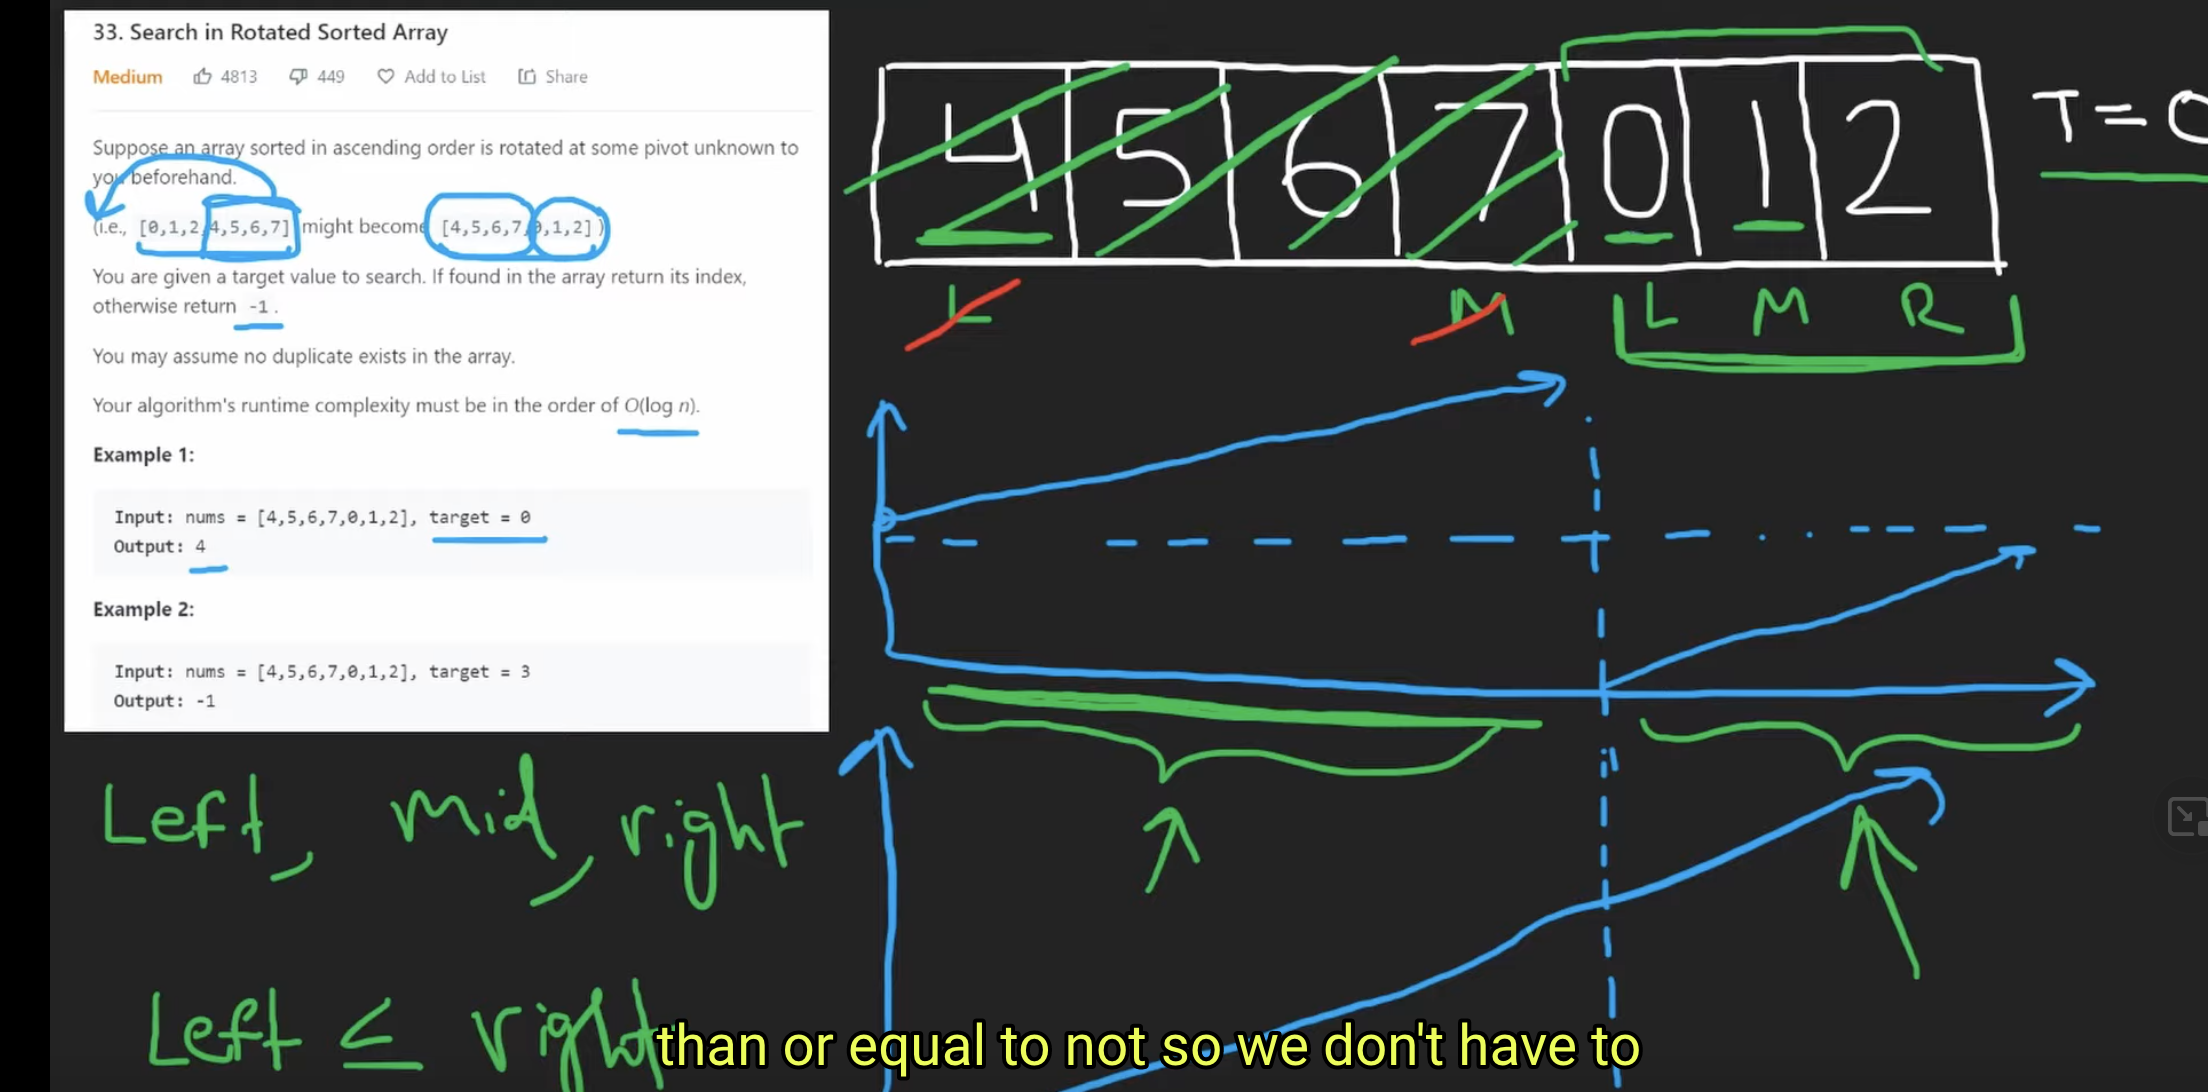 33. Search in Rotated Sorted Array
Medium 4813 449 Add to List Share
Suppose an array sorted in ascending order is rotated at some pivot unknown to
you beforehand.
(i.e., [0,1,2,4,5,6,7] might become [4,5,6,7,0,1,2])
You are given a target value to search. If found in the array return its index,
otherwise return -1.
You may assume no duplicate exists in the array.
Your algorithm's runtime complexity must be in the order of O(log n).
Example 1:
Input: nums = [4,5,6,7,0,1,2], target = 0
Output: 4
Example 2:
Input: nums = [4,5,6,7,0,1,2], target = 3
Output: -1
4 5 6 7 0 1 2
T = 0
L M L M R
Left, mid, right
Left ≤ right
than or equal to not so we don't have to